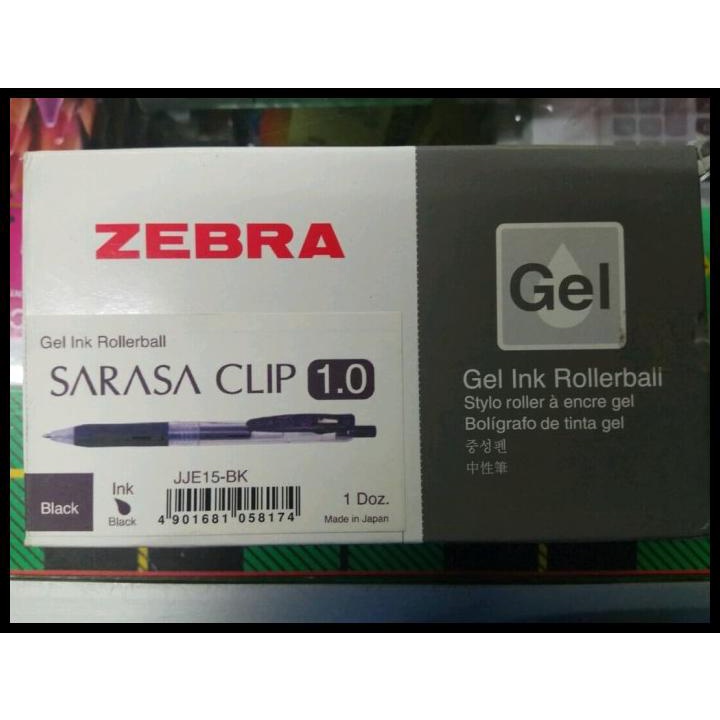 ZEBRA
Gel Ink Rollerball
SARASA CLIP 1.0
JJE15-BK
Black
Ink
Black
4 901681 058174
1 Doz.
Made in Japan
Gel
Gel Ink Rollerball
Stylo roller à encre gel
Bolígrafo de tinta gel
중성펜
中性筆